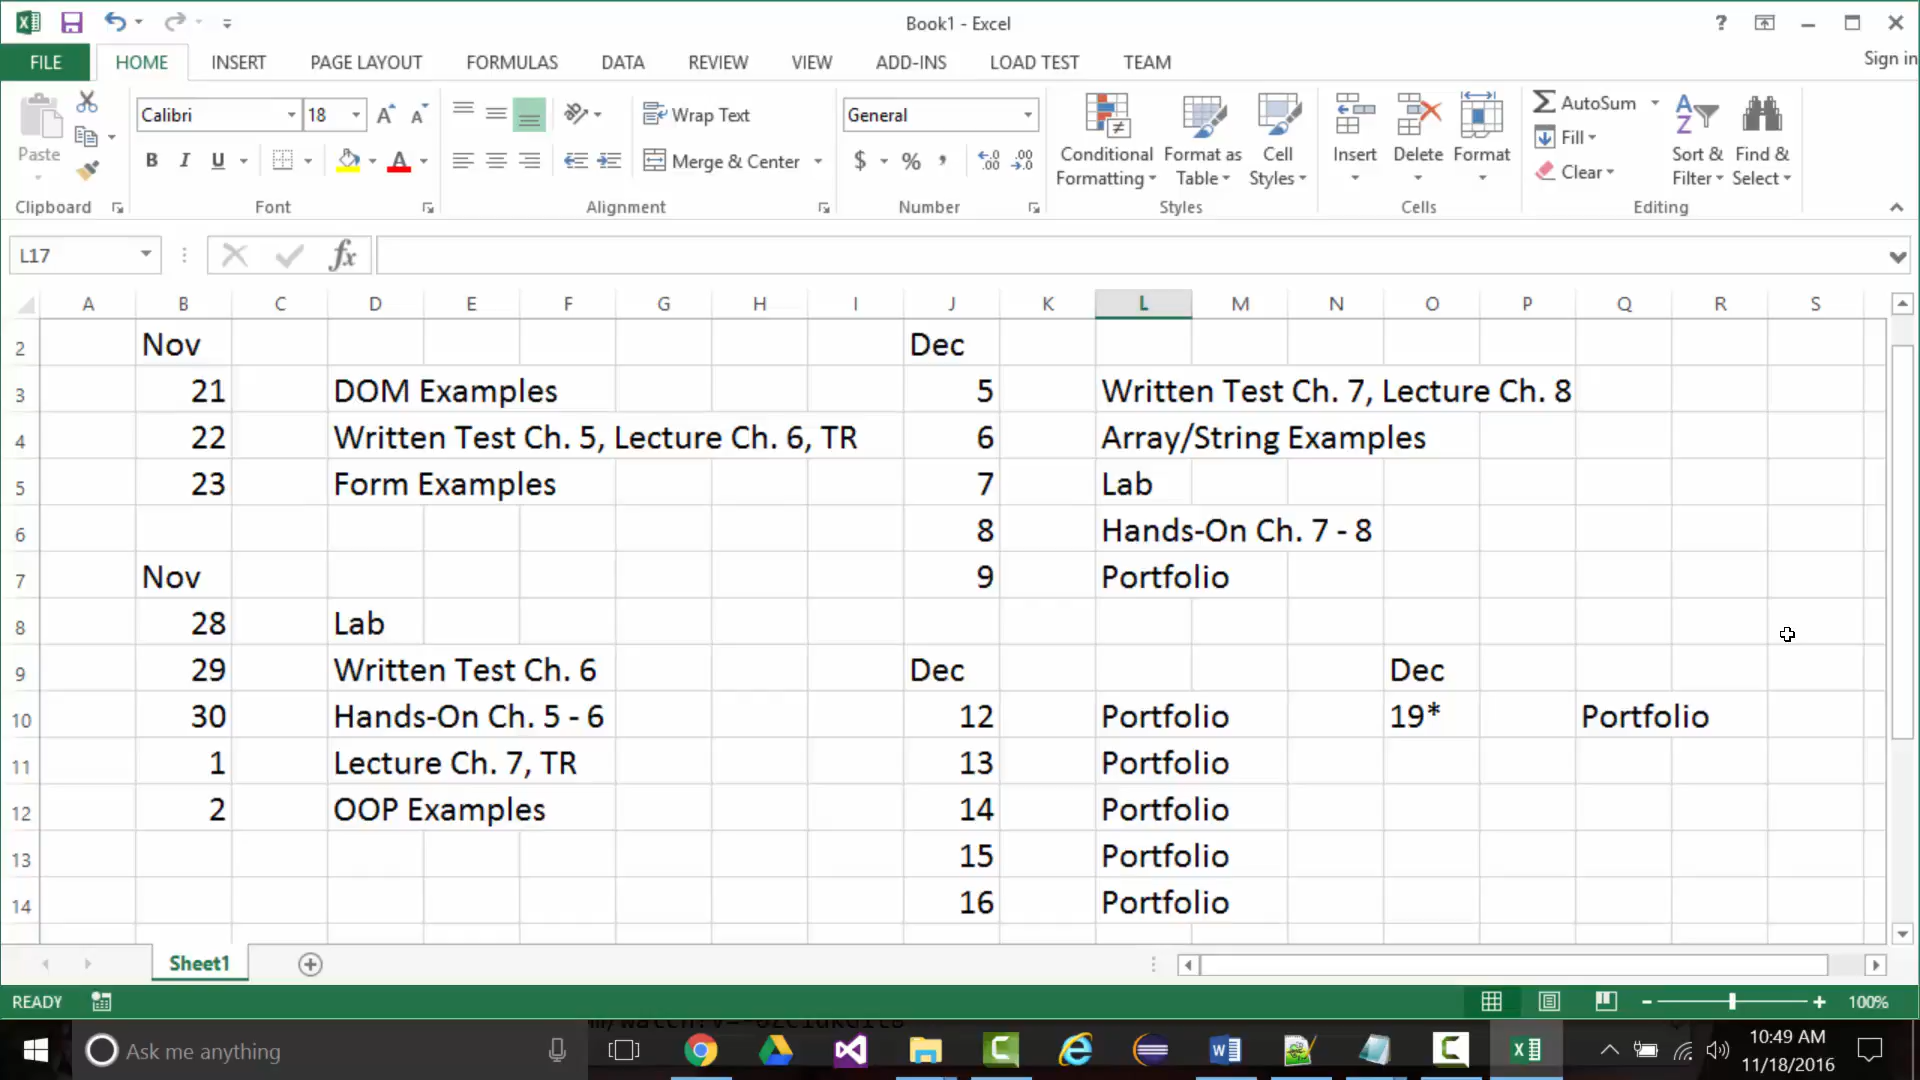 Book1 - Excel
?
Sign in
FILE HOME INSERT PAGE LAYOUT FORMULAS DATA REVIEW VIEW ADD-INS LOAD TEST TEAM
Paste
Clipboard
Calibri 18
B I U A
Font
Wrap Text
Merge & Center
Alignment
General
$ % ,
Number
Conditional Formatting
Format as Table
Cell Styles
Styles
Insert Delete Format
Cells
AutoSum
Fill
Clear
Sort & Filter
Find & Select
Editing
L17
fx
A B C D E F G H I J K L M N O P Q R S
2 Nov Dec
3 21 DOM Examples 5 Written Test Ch. 7, Lecture Ch. 8
4 22 Written Test Ch. 5, Lecture Ch. 6, TR 6 Array/String Examples
5 23 Form Examples 7 Lab
6 8 Hands-On Ch. 7 - 8
7 Nov 9 Portfolio
8 28 Lab
9 29 Written Test Ch. 6 Dec Dec
10 30 Hands-On Ch. 5 - 6 12 Portfolio 19* Portfolio
11 1 Lecture Ch. 7, TR 13 Portfolio
12 2 OOP Examples 14 Portfolio
13 15 Portfolio
14 16 Portfolio
Sheet1
READY
100%
Ask me anything
10:49 AM
11/18/2016